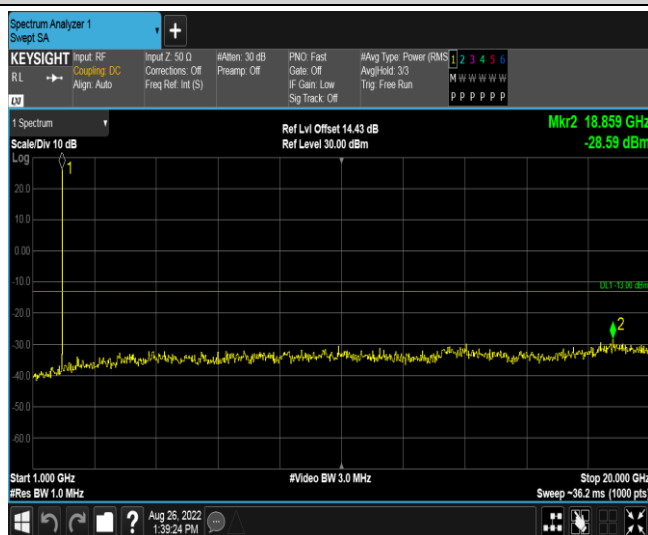 Spectrum Analyzer 1
Swept SA
+
KEYSIGHT
RL
LXI
Input: RF
Coupling: DC
Align: Auto
Input Z: 50 Ω
Corrections: Off
Freq Ref: Int (S)
#Atten: 30 dB
Preamp: Off
PNO: Fast
Gate: Off
IF Gain: Low
Sig Track: Off
#Avg Type: Power (RMS
Avg|Hold: 3/3
Trig: Free Run
1 2 3 4 5 6
M W W W W W
P P P P P P
1 Spectrum
Scale/Div 10 dB
Ref Lvl Offset 14.43 dB
Ref Level 30.00 dBm
Mkr2 18.859 GHz
-28.59 dBm
Log
1
20.0
10.0
0.00
-10.0
DL1 -13.00 dBm
2
-30.0
-40.0
-50.0
-60.0
Start 1.000 GHz
#Video BW 3.0 MHz
Stop 20.000 GHz
#Res BW 1.0 MHz
Sweep ~36.2 ms (1000 pts)
?
Aug 26, 2022
1:39:24 PM